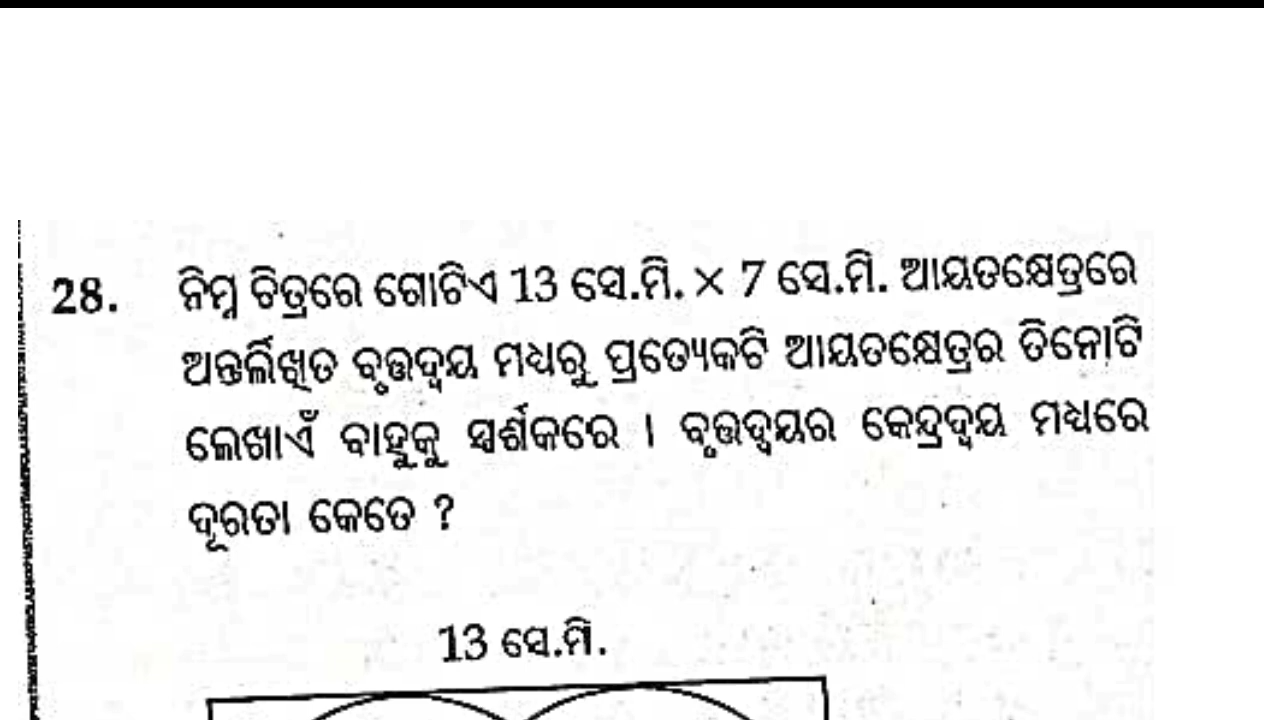 28. ନିମ୍ନ ଚିତ୍ରରେ ଗୋଟିଏ 13 ସେ.ମି. × 7 ସେ.ମି. ଆୟତକ୍ଷେତ୍ରରେ
ଅନ୍ତର୍ଲିଖିତ ବୃତ୍ତଦ୍ୱୟ ମଧ୍ୟରୁ ପ୍ରତ୍ୟେକଟି ଆୟତକ୍ଷେତ୍ରର ତିନୋଟି
ଲେଖାଏଁ ବାହୁକୁ ସ୍ପର୍ଶକରେ । ବୃତ୍ତଦ୍ୱୟର କେନ୍ଦ୍ରଦ୍ୱୟ ମଧ୍ୟରେ
ଦୂରତା କେତେ ?
13 ସେ.ମି.